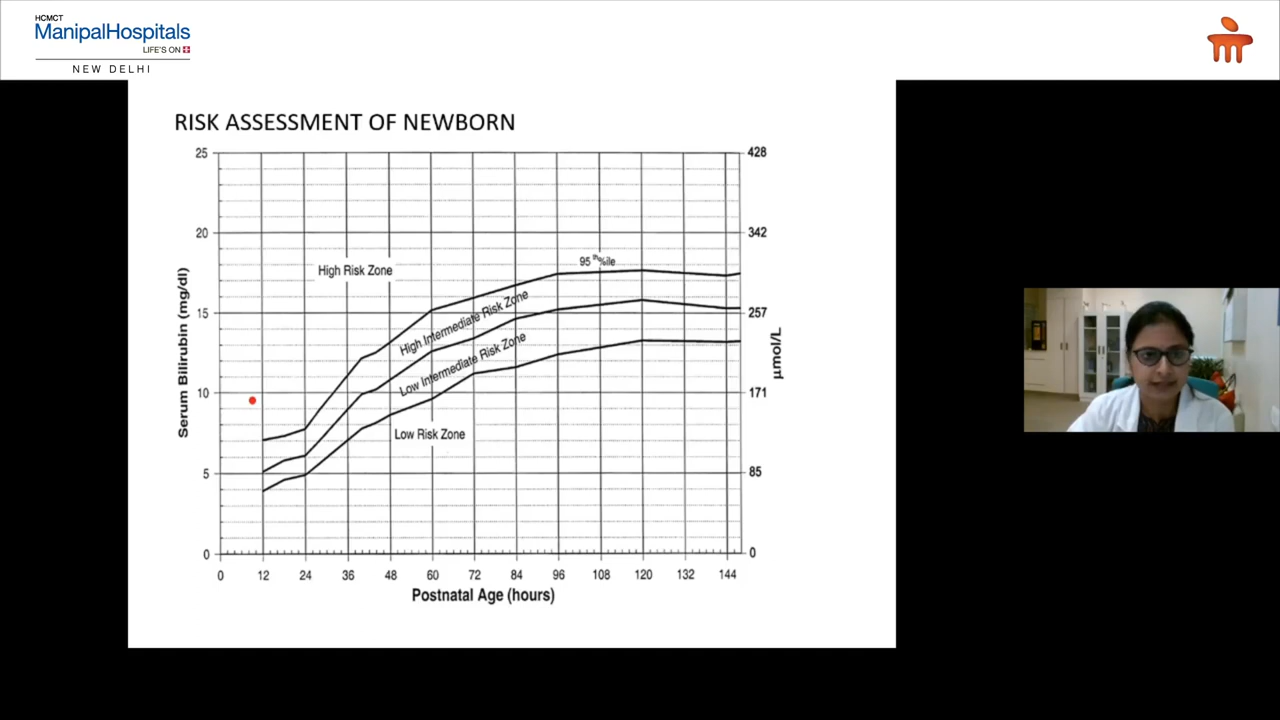 HCMCT
ManipalHospitals
LIFE'S ON
NEW DELHI
RISK ASSESSMENT OF NEWBORN
25
428
20
342
High Risk Zone
95 th%ile
High Intermediate Risk Zone
15
257
Low Intermediate Risk Zone
Serum Bilirubin (mg/dl)
µmol/L
10
171
Low Risk Zone
5
85
0
0
0 12 24 36 48 60 72 84 96 108 120 132 144
Postnatal Age (hours)